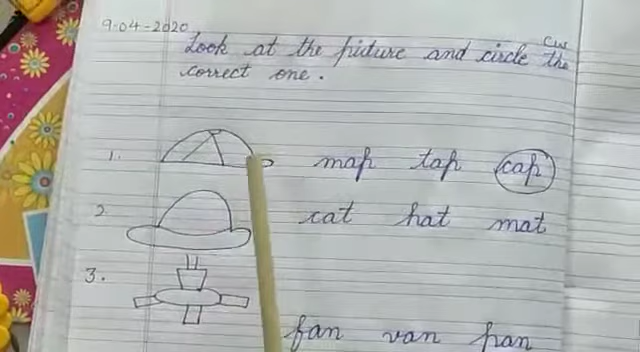 9-04-2020
CW
Look at the picture and circle the
correct one.
1. map tap cap
2. cat hat mat
3. fan van pan